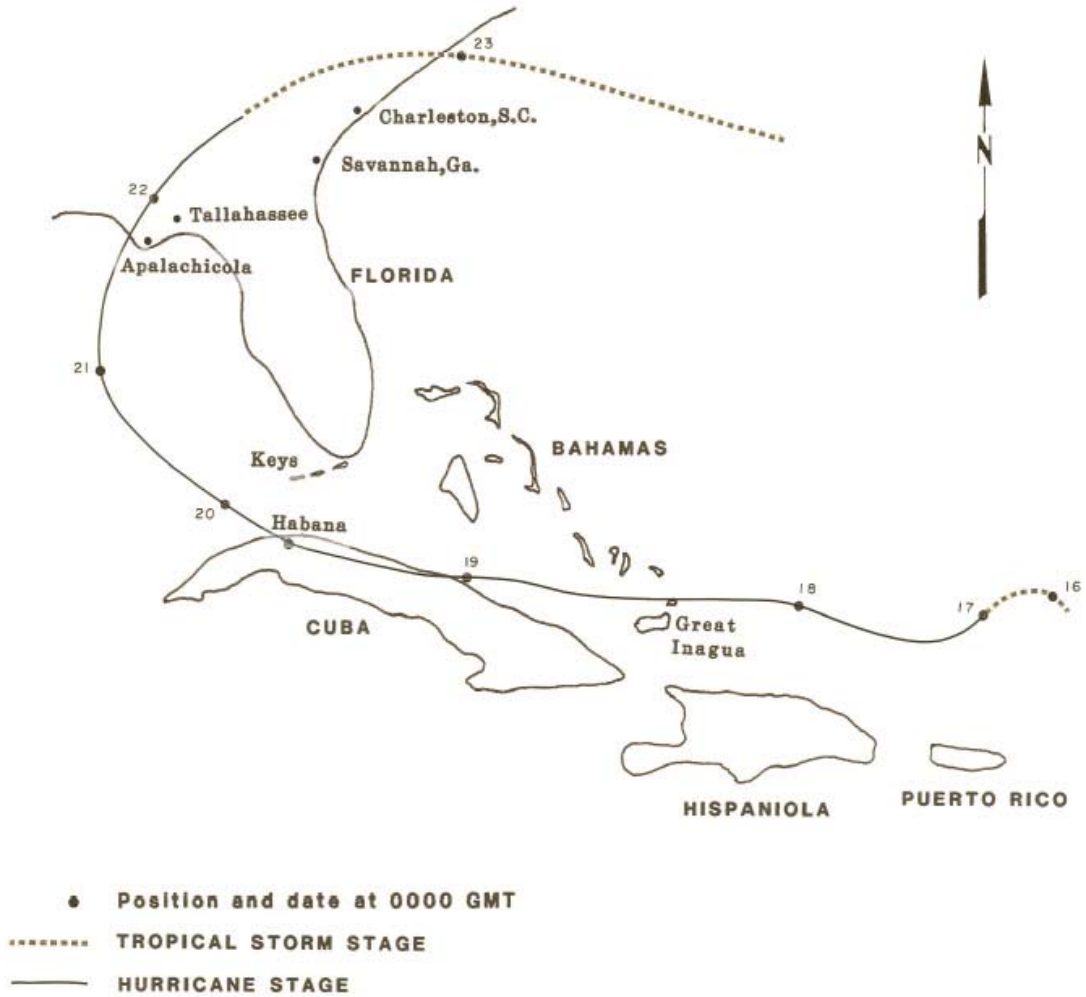 23
Charleston,S.C.
N
Savannah,Ga.
22
Tallahassee
Apalachicola
FLORIDA
21
Keys
BAHAMAS
20
Habana
19
18
17
16
CUBA
Great
Inagua
HISPANIOLA
PUERTO RICO
Position and date at 0000 GMT
TROPICAL STORM STAGE
HURRICANE STAGE